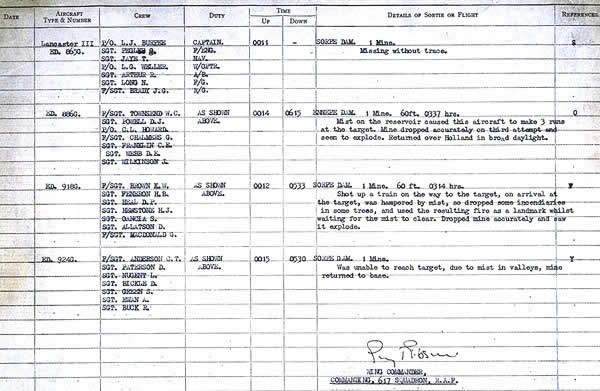 DATE AIRCRAFT TYPE & NUMBER CREW DUTY TIME UP DOWN DETAILS OF SORTIE OR FLIGHT REFERENCES.
Lancaster III P/O. L.J. BURPEE CAPTAIN. 0011 - SORPE DAM. 1 Mine. S
ED. 865G. SGT. PEGLER G. F/ENG. Missing without trace.
SGT. JAYE T. NAV.
P/O. L.G. WELLER. W/OPTR.
SGT. ARTHUR R. A/B.
SGT. LONG N. F/G.
F/SGT. BRADY J.G. R/G.
ED. 886G. F/SGT. TOWNSEND W.C. AS SHOWN 0014 0615 ENNEPE DAM. 1 Mine. 60ft. 0337 hrs. O
SGT. POWELL D.J. ABOVE. Mist on the reservoir caused this aircraft to make 3 runs
P/O. C.L. HOWARD. at the target. Mine dropped accurately on third attempt and
F/SGT. CHALMERS G. seem to explode. Returned over Holland in broad daylight.
SGT. FRANKLIN C.E.
SGT. WEBB D.E.
SGT. WILKINSON J.
ED. 918G. F/SGT. BROWN K.W. AS SHOWN 0012 0533 SORPE DAM. 1 Mine. 60 ft. 0314 hrs. F
SGT. FENERON H.B. ABOVE. Shot up a train on the way to the target, on arrival at
SGT. HEAL D.P. the target, was hampered by mist, so dropped some incendiaries
SGT. HEWSTONE H.J. in some trees, and used the resulting fire as a landmark whilst
SGT. OANCIA S. waiting for the mist to clear. Dropped mine accurately and saw
SGT. ALLATSON D. it explode.
F/SGT. MACDONALD G.
ED. 924G. F/SGT. ANDERSON C.T. AS SHOWN 0015 0530 SORPE DAM. 1 Mine. Y
SGT. PATERSON D. ABOVE. Was unable to reach target, due to mist in valleys, mine
SGT. NUGENT L. returned to base.
SGT. BICKLE D.
SGT. GREEN S.
SGT. EWAN A.
SGT. BUCK R.
WING COMMANDER,
COMMANDING, 617 SQUADRON, R.A.F.